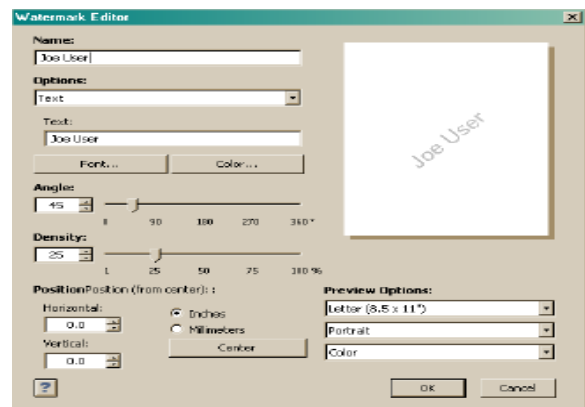 Watermark Editor
Name:
Joe User
Options:
Text
Text:
Joe User
Font...
Color...
Angle:
45
0 90 180 270 360°
Density:
25
1 25 50 75 100 %
PositionPosition (from center): :
Horizontal:
0.0
Inches
Millimeters
Vertical:
0.0
Center
Joe User
Preview Options:
Letter (8.5 x 11")
Portrait
Color
?
OK
Cancel